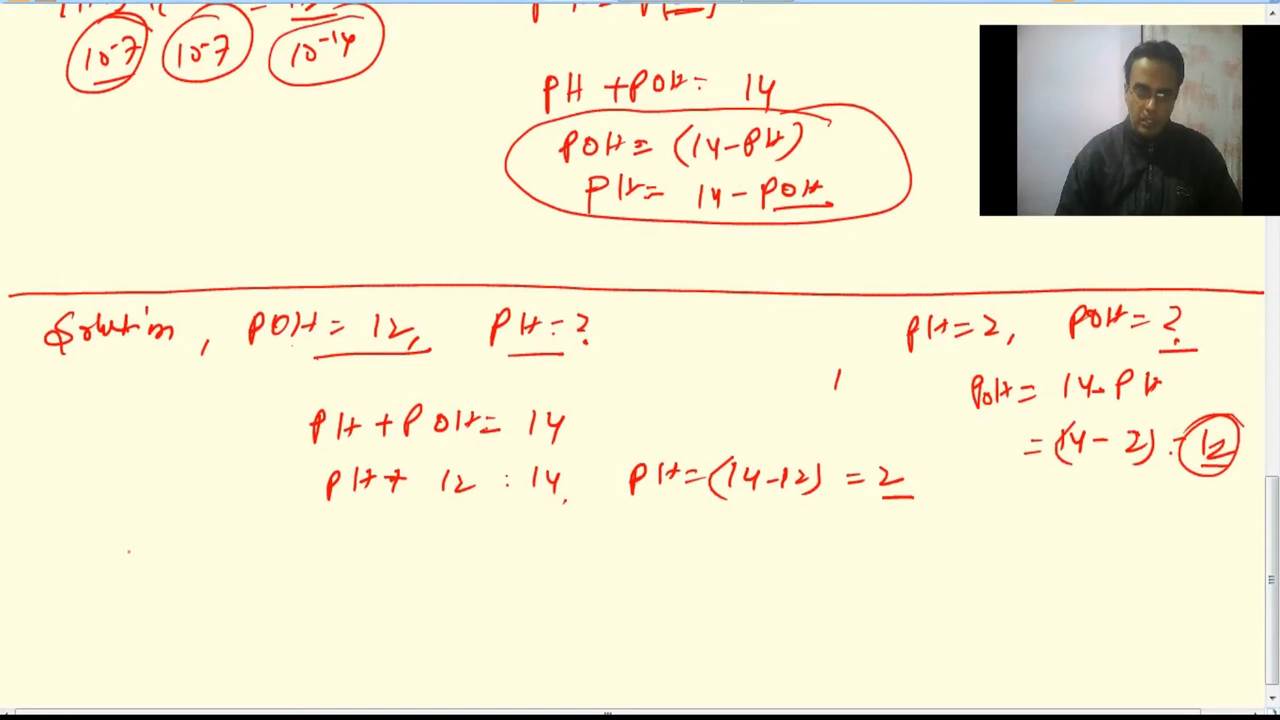 10-7 10-7 10-14
PH + POH = 14
POH = (14-PH)
PH = 14 - POH
Solution, POH = 12, PH = ?
PH + POH = 14
PH + 12 : 14, PH = (14-12) = 2
PH = 2, POH = ?
POH = 14 - PH
= (14 - 2) - 12